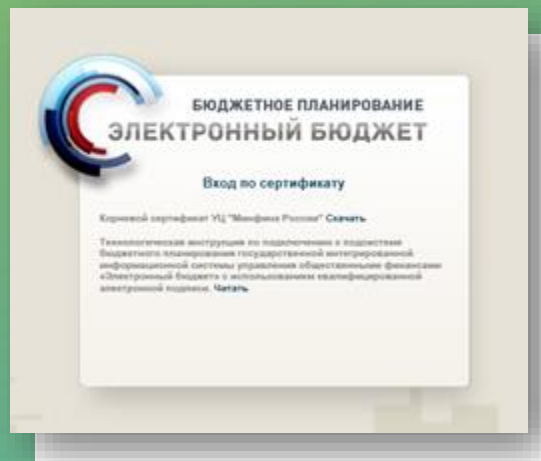 БЮДЖЕТНОЕ ПЛАНИРОВАНИЕ
ЭЛЕКТРОННЫЙ БЮДЖЕТ
Вход по сертификату
Корневой сертификат УЦ "Минфина России" Скачать
Технологическая инструкция по подключению к подсистеме
бюджетного планирования государственной интегрированной
информационной системы управления общественными финансами
«Электронный бюджет» с использованием квалифицированной
электронной подписи. Читать